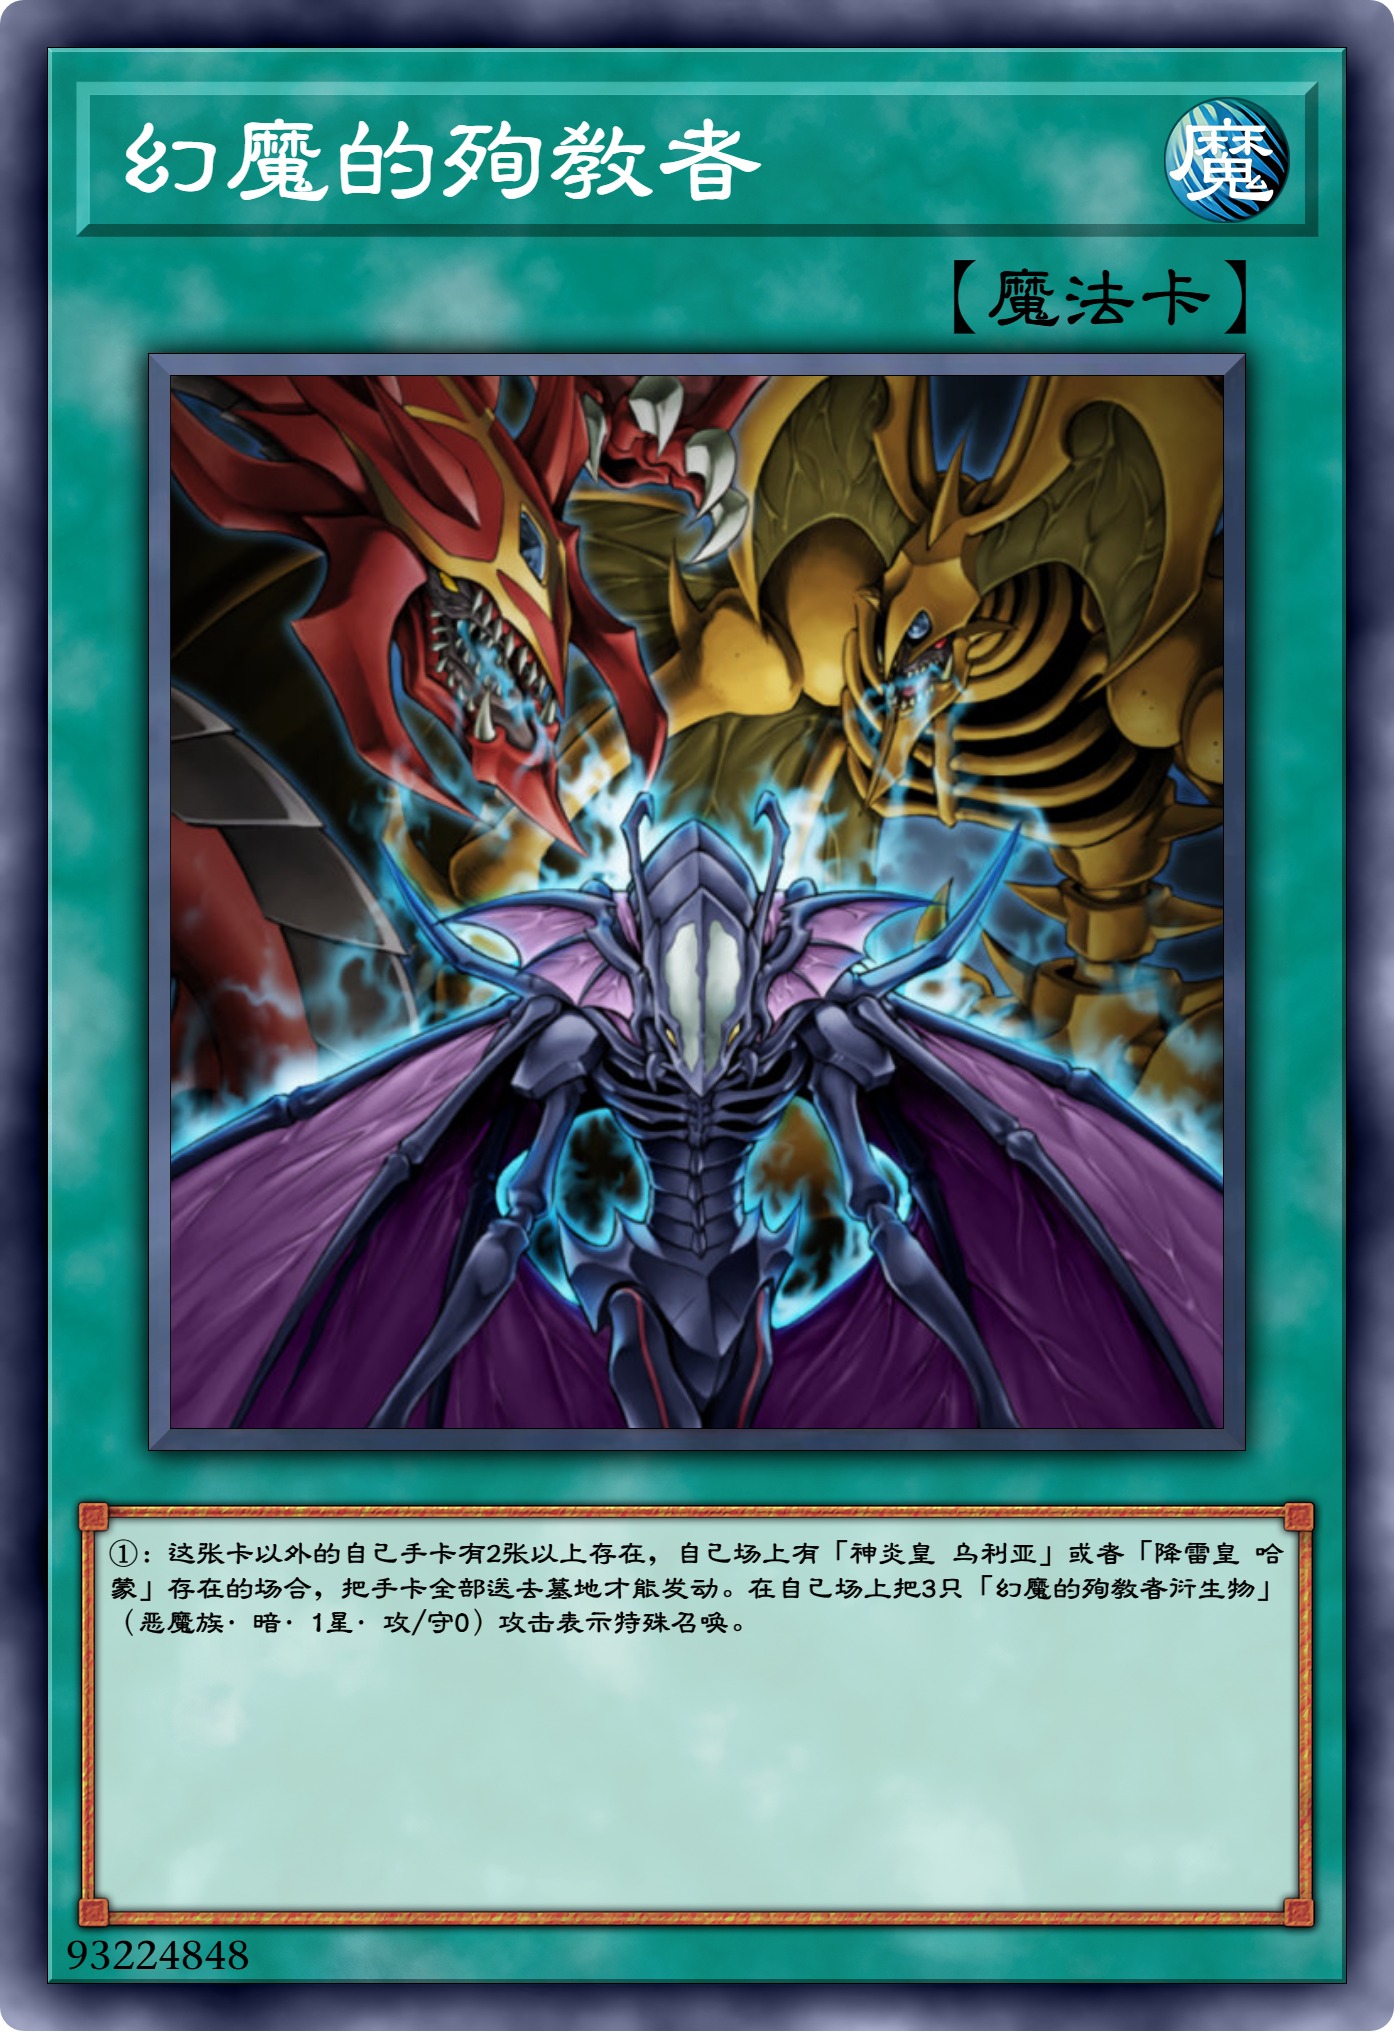 幻魔的殉教者
魔
【魔法卡】
①：这张卡以外的自己手卡有2张以上存在，自己场上有「神炎皇 乌利亚」或者「降雷皇 哈
蒙」存在的场合，把手卡全部送去墓地才能发动。在自己场上把3只「幻魔的殉教者衍生物」
（恶魔族·暗·1星·攻/守0）攻击表示特殊召唤。
93224848